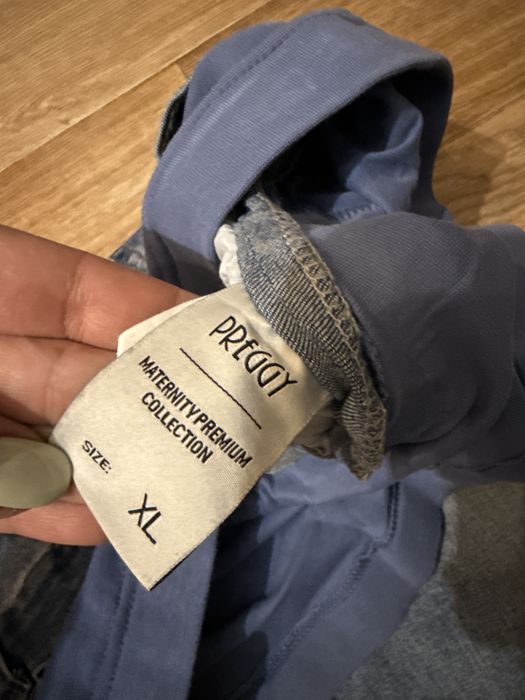 PREGGY
MATERNITY PREMIUM
COLLECTION
SIZE:
XL